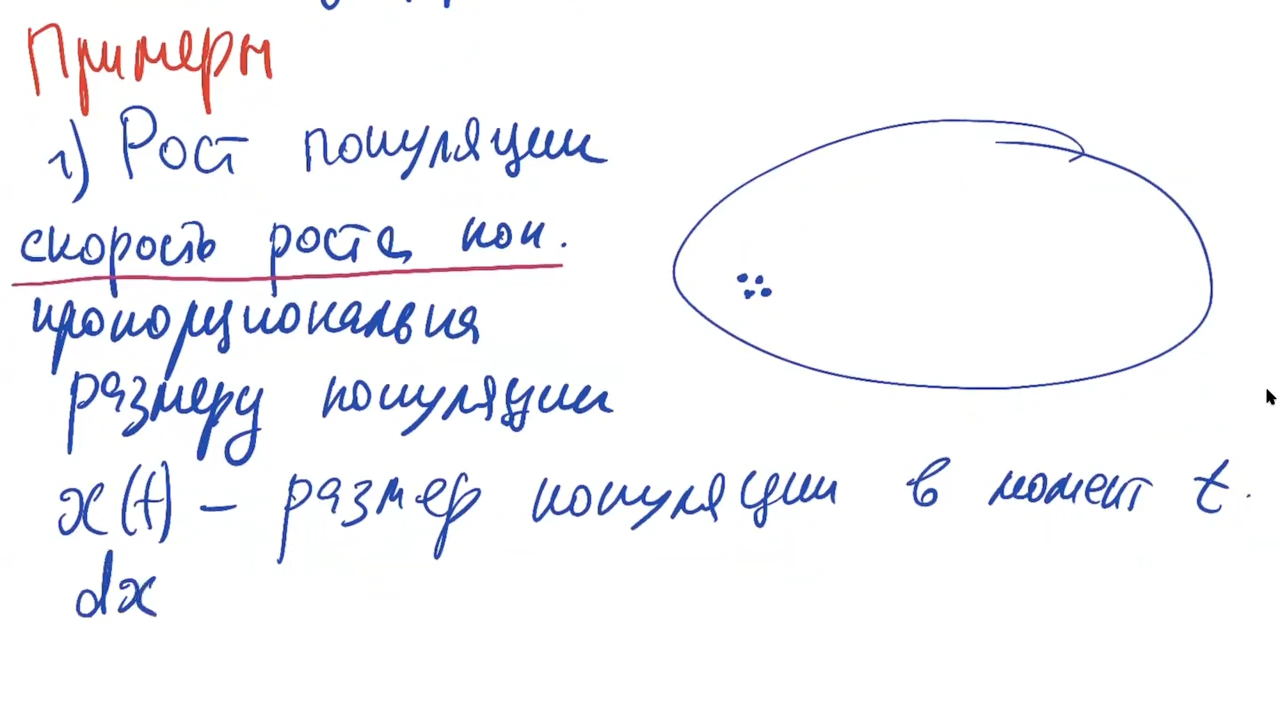 Примеры
1) Рост популяции
скорость роста поп.
пропорциональна
размеру популяции
x(t) – размер популяции в момент t.
dx